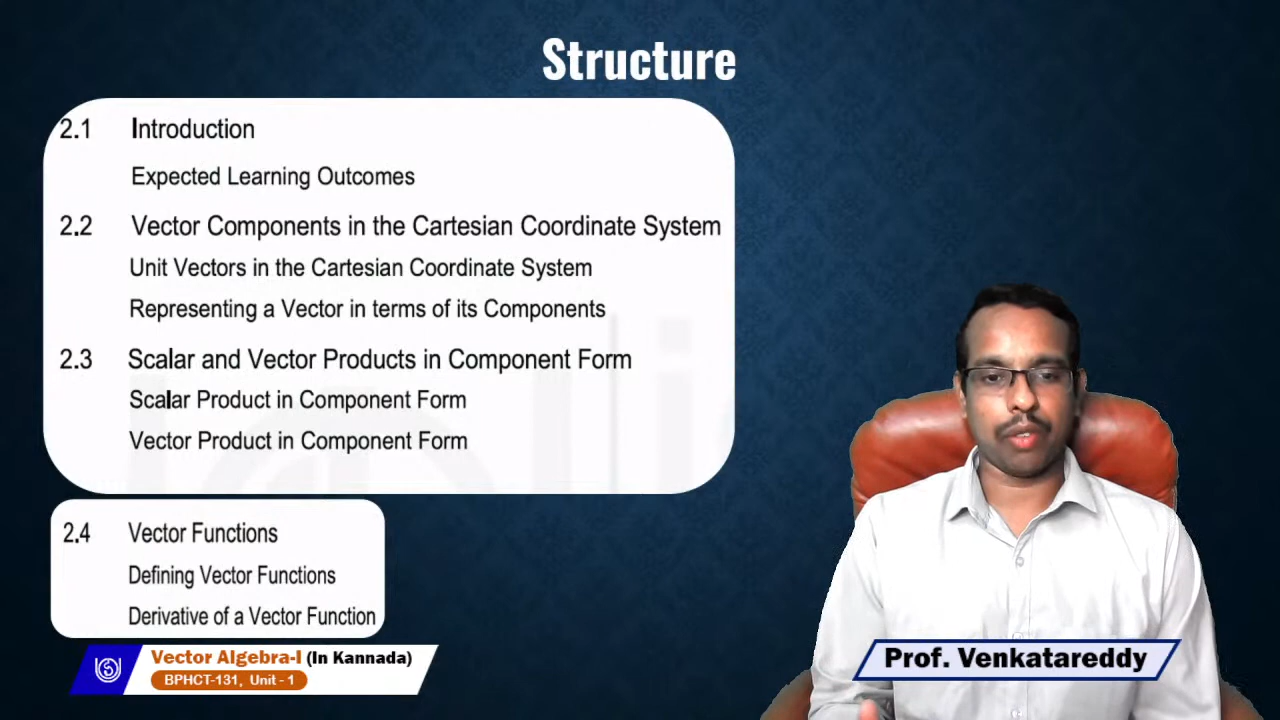 Structure
2.1 Introduction
Expected Learning Outcomes
2.2 Vector Components in the Cartesian Coordinate System
Unit Vectors in the Cartesian Coordinate System
Representing a Vector in terms of its Components
2.3 Scalar and Vector Products in Component Form
Scalar Product in Component Form
Vector Product in Component Form
2.4 Vector Functions
Defining Vector Functions
Derivative of a Vector Function
Vector Algebra-I (In Kannada)
BPHCT-131, Unit - 1
Prof. Venkatareddy